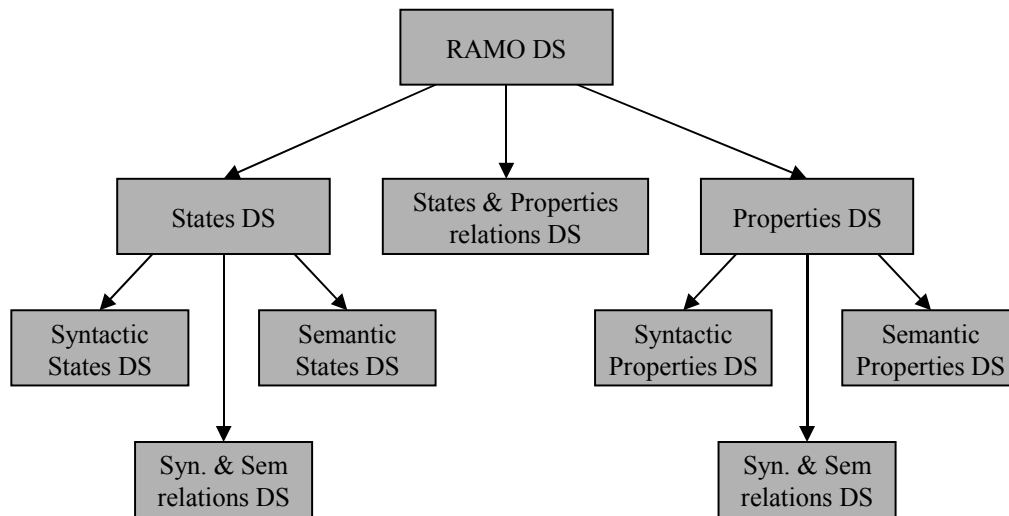 RAMO DS
States DS
States & Properties
relations DS
Properties DS
Syntactic
States DS
Semantic
States DS
Syntactic
Properties DS
Semantic
Properties DS
Syn. & Sem
relations DS
Syn. & Sem
relations DS